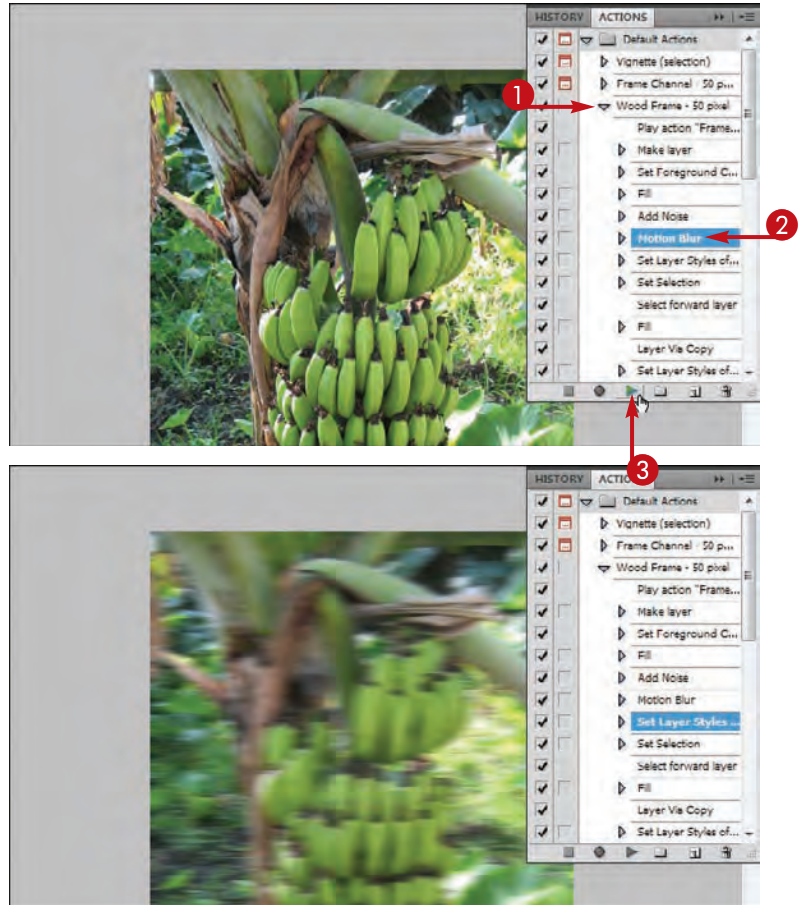 HISTORY ACTIONS
Default Actions
Vignette (selection)
Frame Channel - 50 p...
1
Wood Frame - 50 pixel
Play action "Frame...
Make layer
Set Foreground C...
Fill
Add Noise
2
Motion Blur
Set Layer Styles of...
Set Selection
Select forward layer
Fill
Layer Via Copy
Set Layer Styles of...
3
HISTORY
Default Actions
Vignette (selection)
Frame Channel - 50 p...
Wood Frame - 50 pixel
Play action "Frame...
Make layer
Set Foreground C...
Fill
Add Noise
Motion Blur
Set Layer Styles ...
Set Selection
Select forward layer
Fill
Layer Via Copy
Set Layer Styles of...